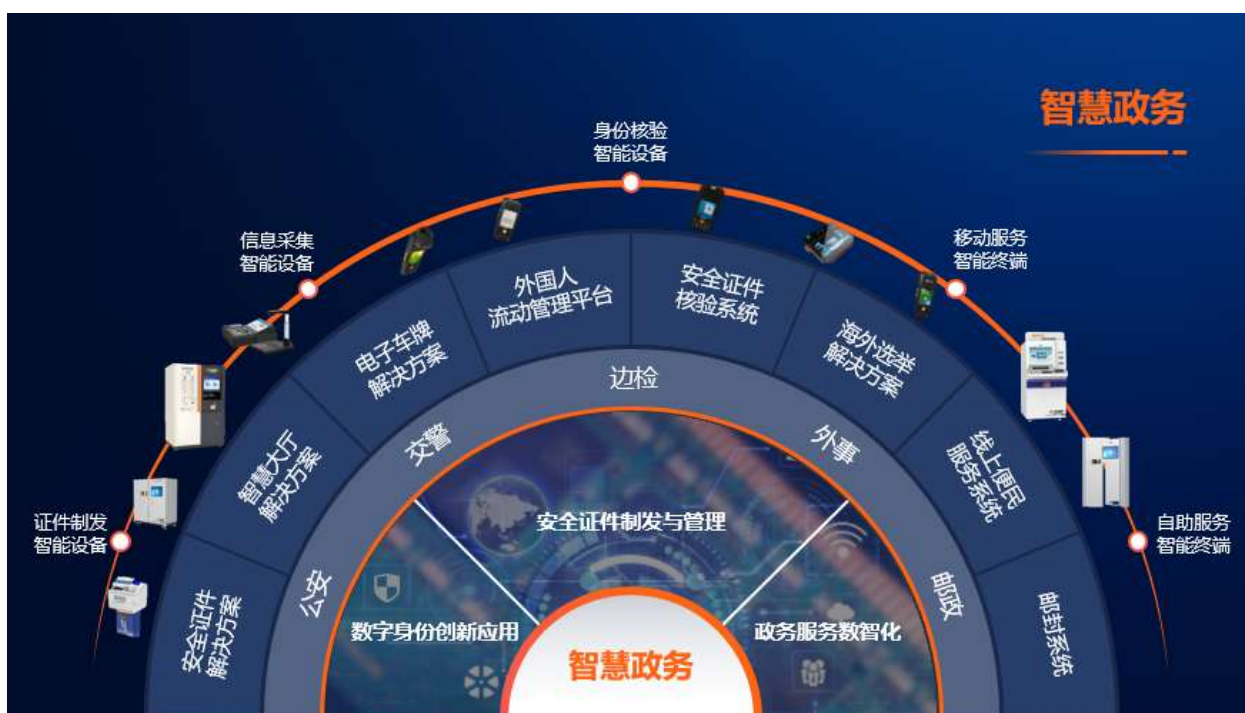 智慧政务
身份核验
智能设备
信息采集
智能设备
移动服务
智能终端
证件制发
智能设备
自助服务
智能终端
安全证件
解决方案
智慧大厅
解决方案
电子车牌
解决方案
外国人
流动管理平台
安全证件
核验系统
海外选举
解决方案
线上便民
服务系统
邮封系统
公安
交警
边检
外事
邮政
数字身份创新应用
安全证件制发与管理
政务服务数智化
智慧政务